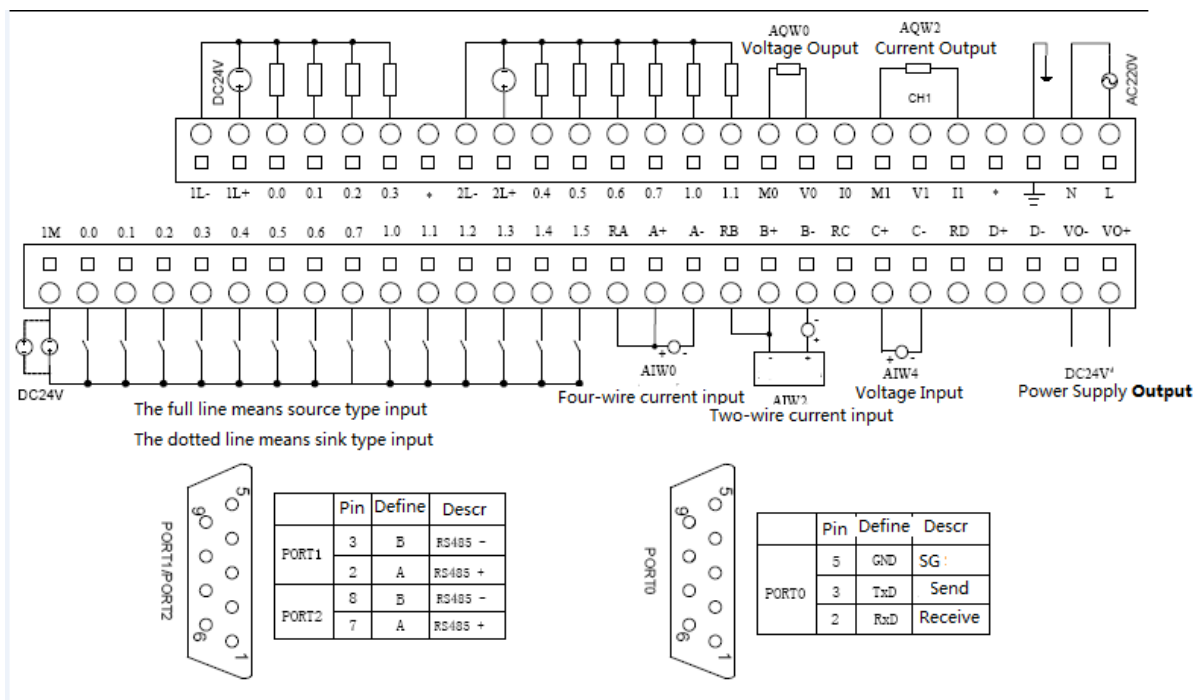 AQW0 AQW2
Voltage Ouput Current Output
DC24V
CH1
AC220V
1L- 1L+ 0.0 0.1 0.2 0.3 * 2L- 2L+ 0.4 0.5 0.6 0.7 1.0 1.1 M0 V0 I0 M1 V1 I1 * N L
1M 0.0 0.1 0.2 0.3 0.4 0.5 0.6 0.7 1.0 1.1 1.2 1.3 1.4 1.5 RA A+ A- RB B+ B- RC C+ C- RD D+ D- VO- VO+
DC24V
+ -
AIW0
Four-wire current input
- +
- +
AIW2
Two-wire current input
+ -
AIW4
Voltage Input
DC24V
Power Supply Output
The full line means source type input
The dotted line means sink type input
PORT1/PORT2
5
9
6
1
Pin Define Descr
PORT1 3 B RS485 -
2 A RS485 +
PORT2 8 B RS485 -
7 A RS485 +
PORT0
5
9
6
1
Pin Define Descr
PORT0 5 GND SG:
3 TxD Send
2 RxD Receive